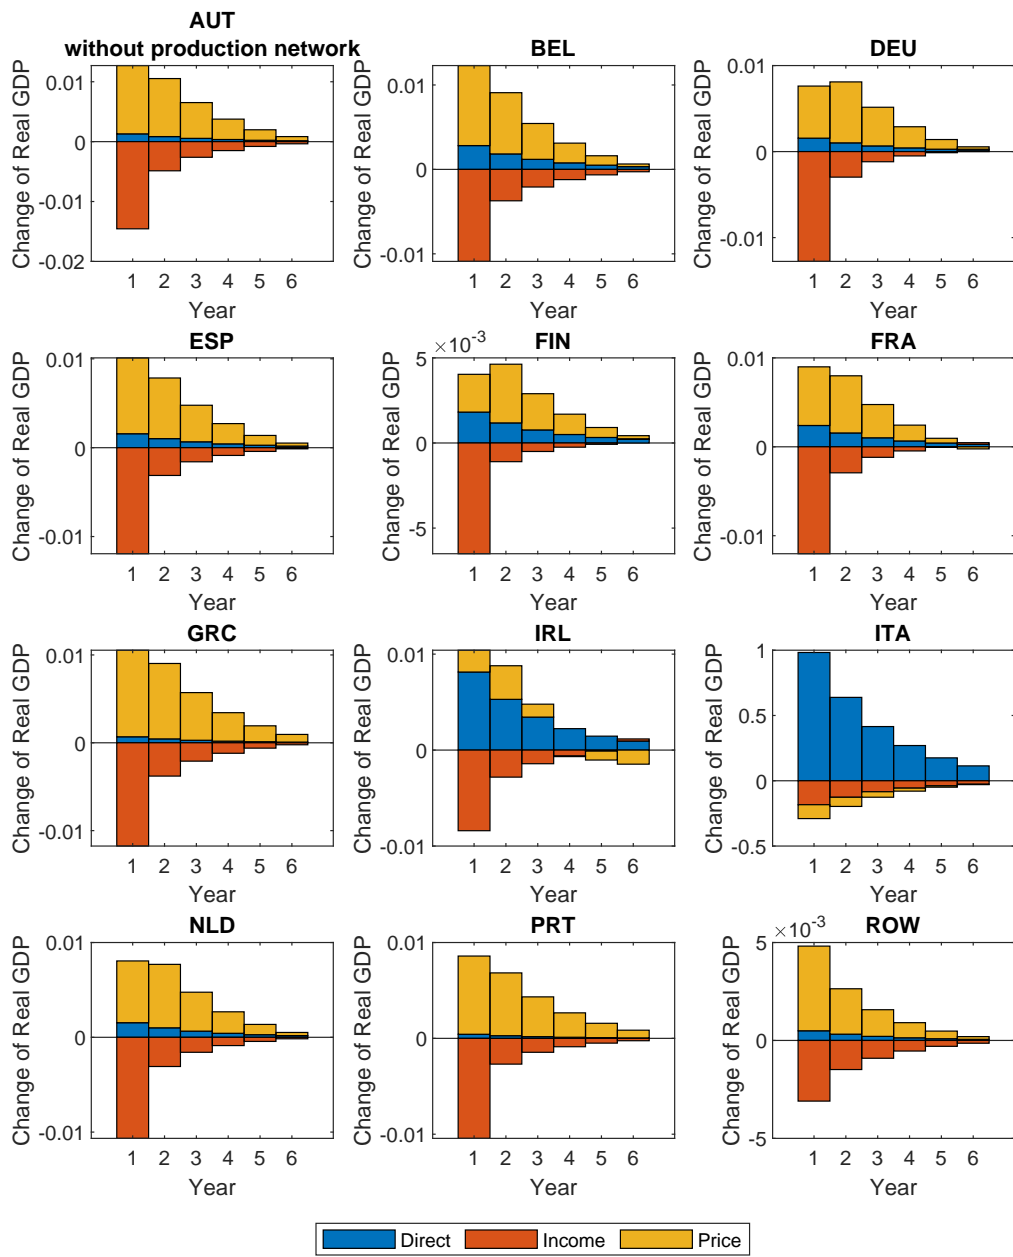 AUT
without production network
BEL
DEU
0.01
0
-0.01
-0.02
Change of Real GDP
1 2 3 4 5 6
Year
0.01
0
-0.01
Change of Real GDP
1 2 3 4 5 6
Year
0.01
0
-0.01
Change of Real GDP
1 2 3 4 5 6
Year
ESP
0.01
0
-0.01
Change of Real GDP
1 2 3 4 5 6
Year
FIN
×10-3
5
0
-5
Change of Real GDP
1 2 3 4 5 6
Year
FRA
0.01
0
-0.01
Change of Real GDP
1 2 3 4 5 6
Year
GRC
0.01
0
-0.01
Change of Real GDP
1 2 3 4 5 6
Year
IRL
0.01
0
-0.01
Change of Real GDP
1 2 3 4 5 6
Year
ITA
1
0.5
0
-0.5
Change of Real GDP
1 2 3 4 5 6
Year
NLD
0.01
0
-0.01
Change of Real GDP
1 2 3 4 5 6
Year
PRT
0.01
0
-0.01
Change of Real GDP
1 2 3 4 5 6
Year
ROW
×10-3
5
0
-5
Change of Real GDP
1 2 3 4 5 6
Year
Direct Income Price